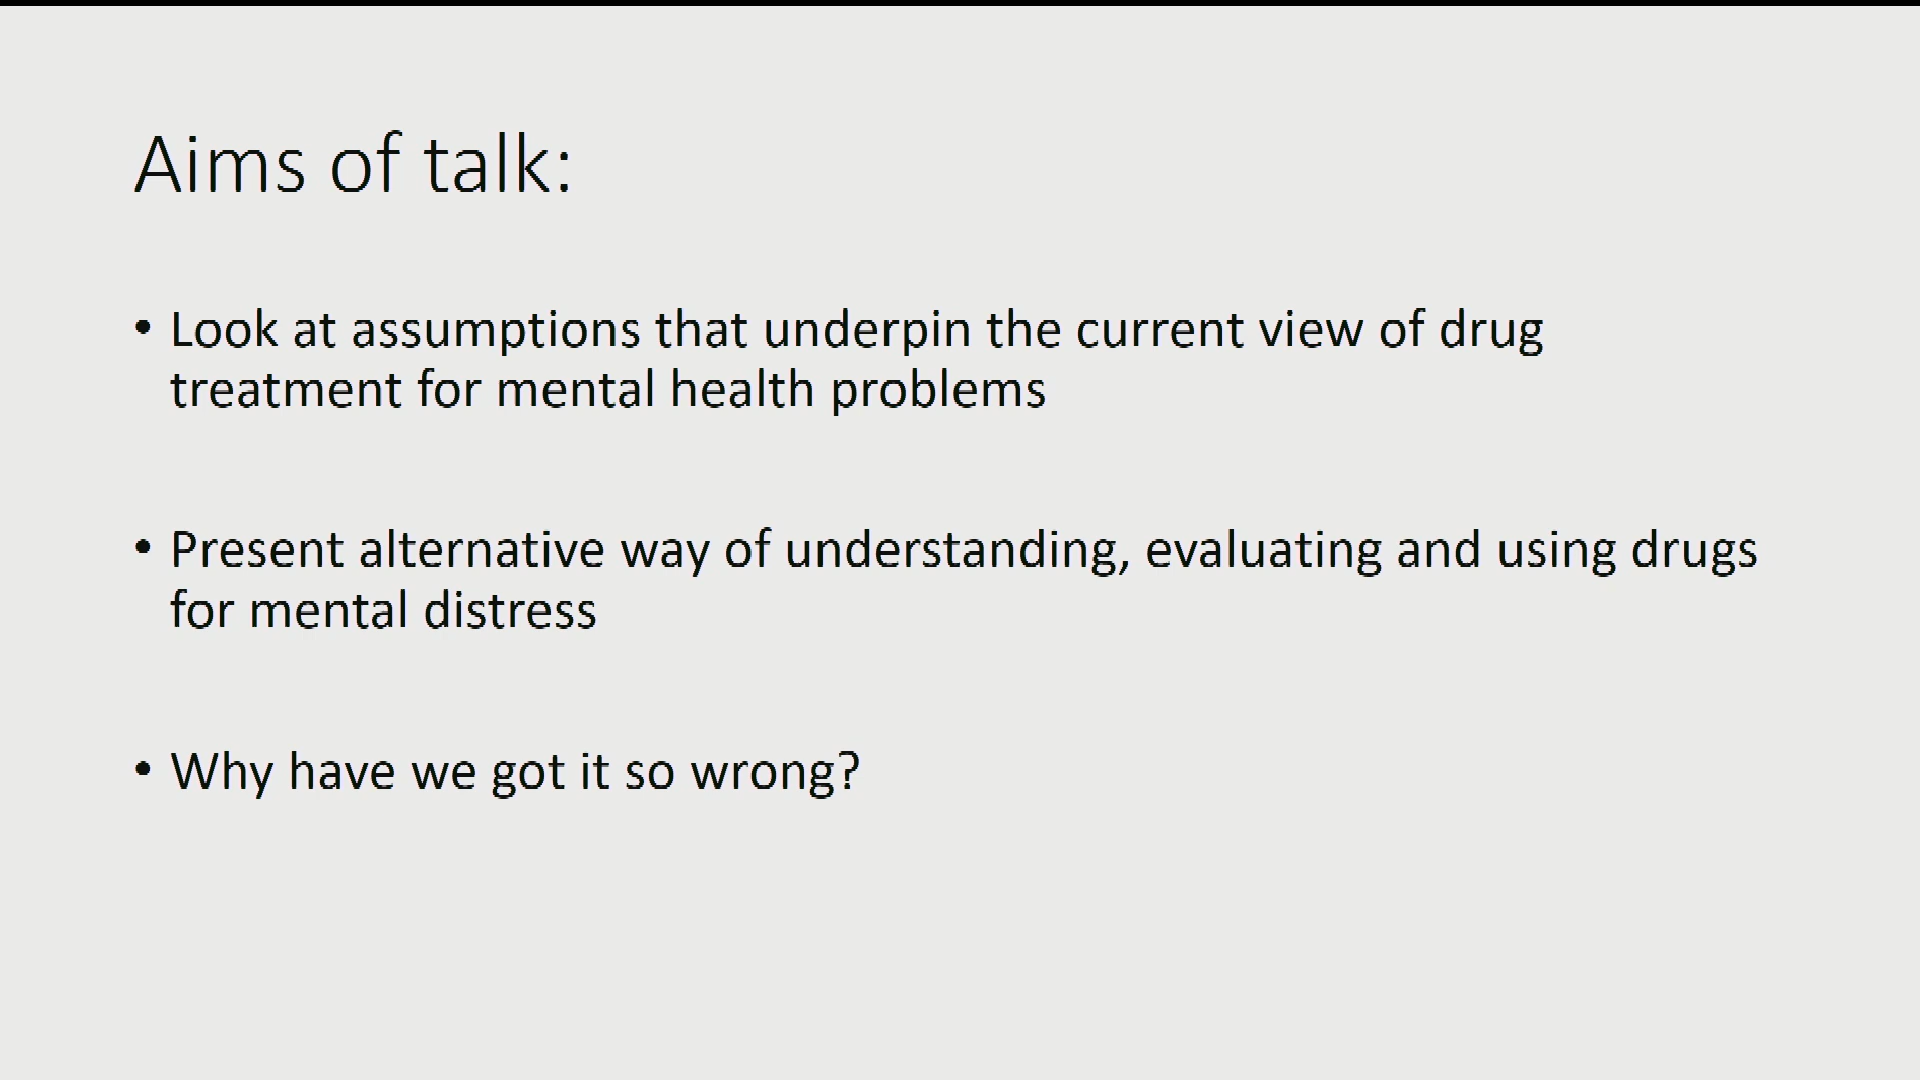 Aims of talk:
• Look at assumptions that underpin the current view of drug
treatment for mental health problems
• Present alternative way of understanding, evaluating and using drugs
for mental distress
• Why have we got it so wrong?